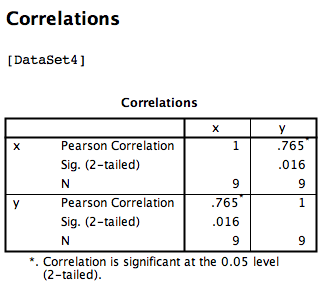 Correlations
[DataSet4]
Correlations
x y
x Pearson Correlation 1 .765*
Sig. (2-tailed) .016
N 9 9
y Pearson Correlation .765* 1
Sig. (2-tailed) .016
N 9 9
*. Correlation is significant at the 0.05 level
(2-tailed).